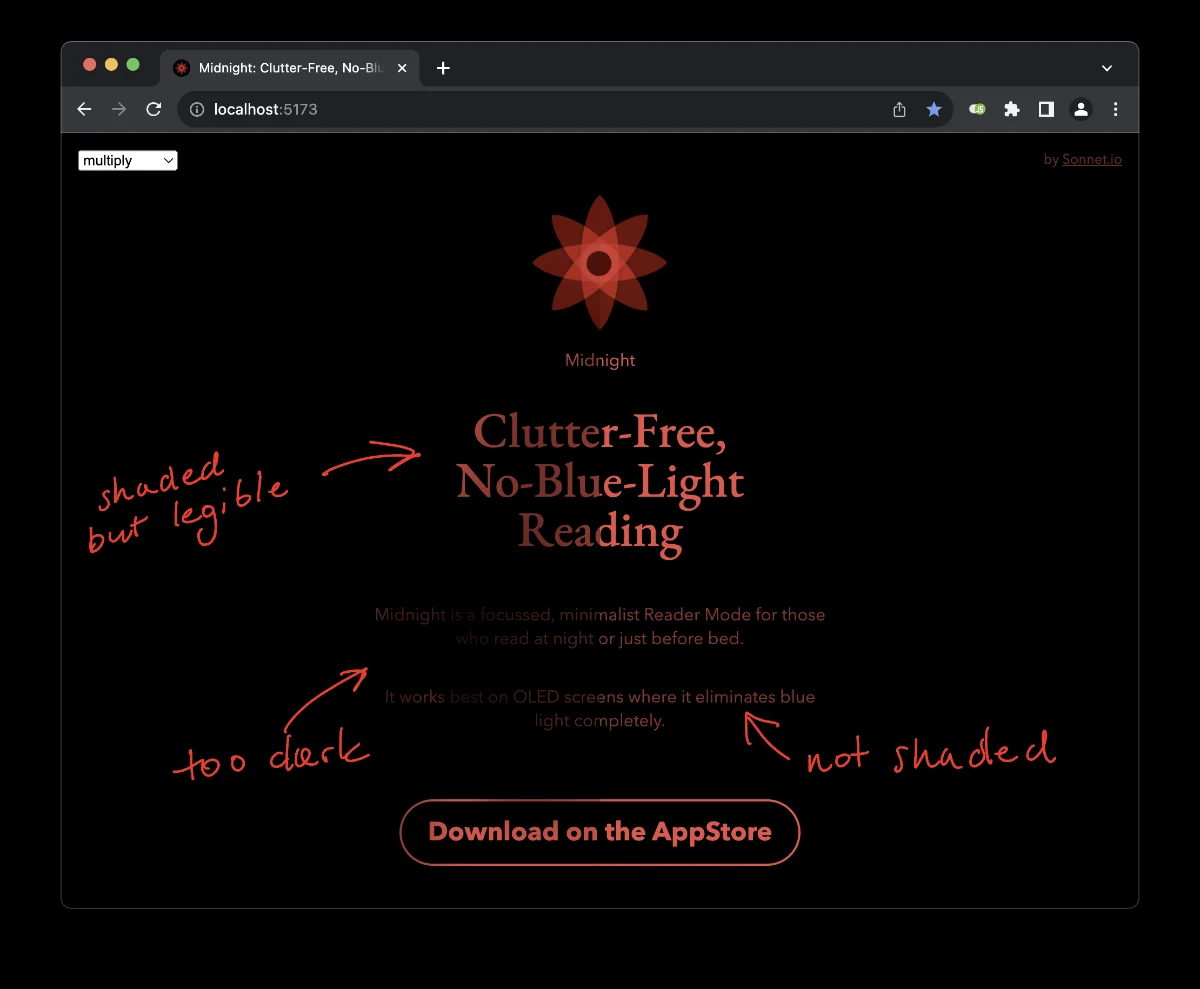 Midnight: Clutter-Free, No-Blu
localhost:5173
multiply
by Sonnet.io
Midnight
Clutter-Free,
No-Blue-Light
Reading
shaded
but legible
Midnight is a focussed, minimalist Reader Mode for those
who read at night or just before bed.
It works best on OLED screens where it eliminates blue
light completely.
too dark
not shaded
Download on the AppStore